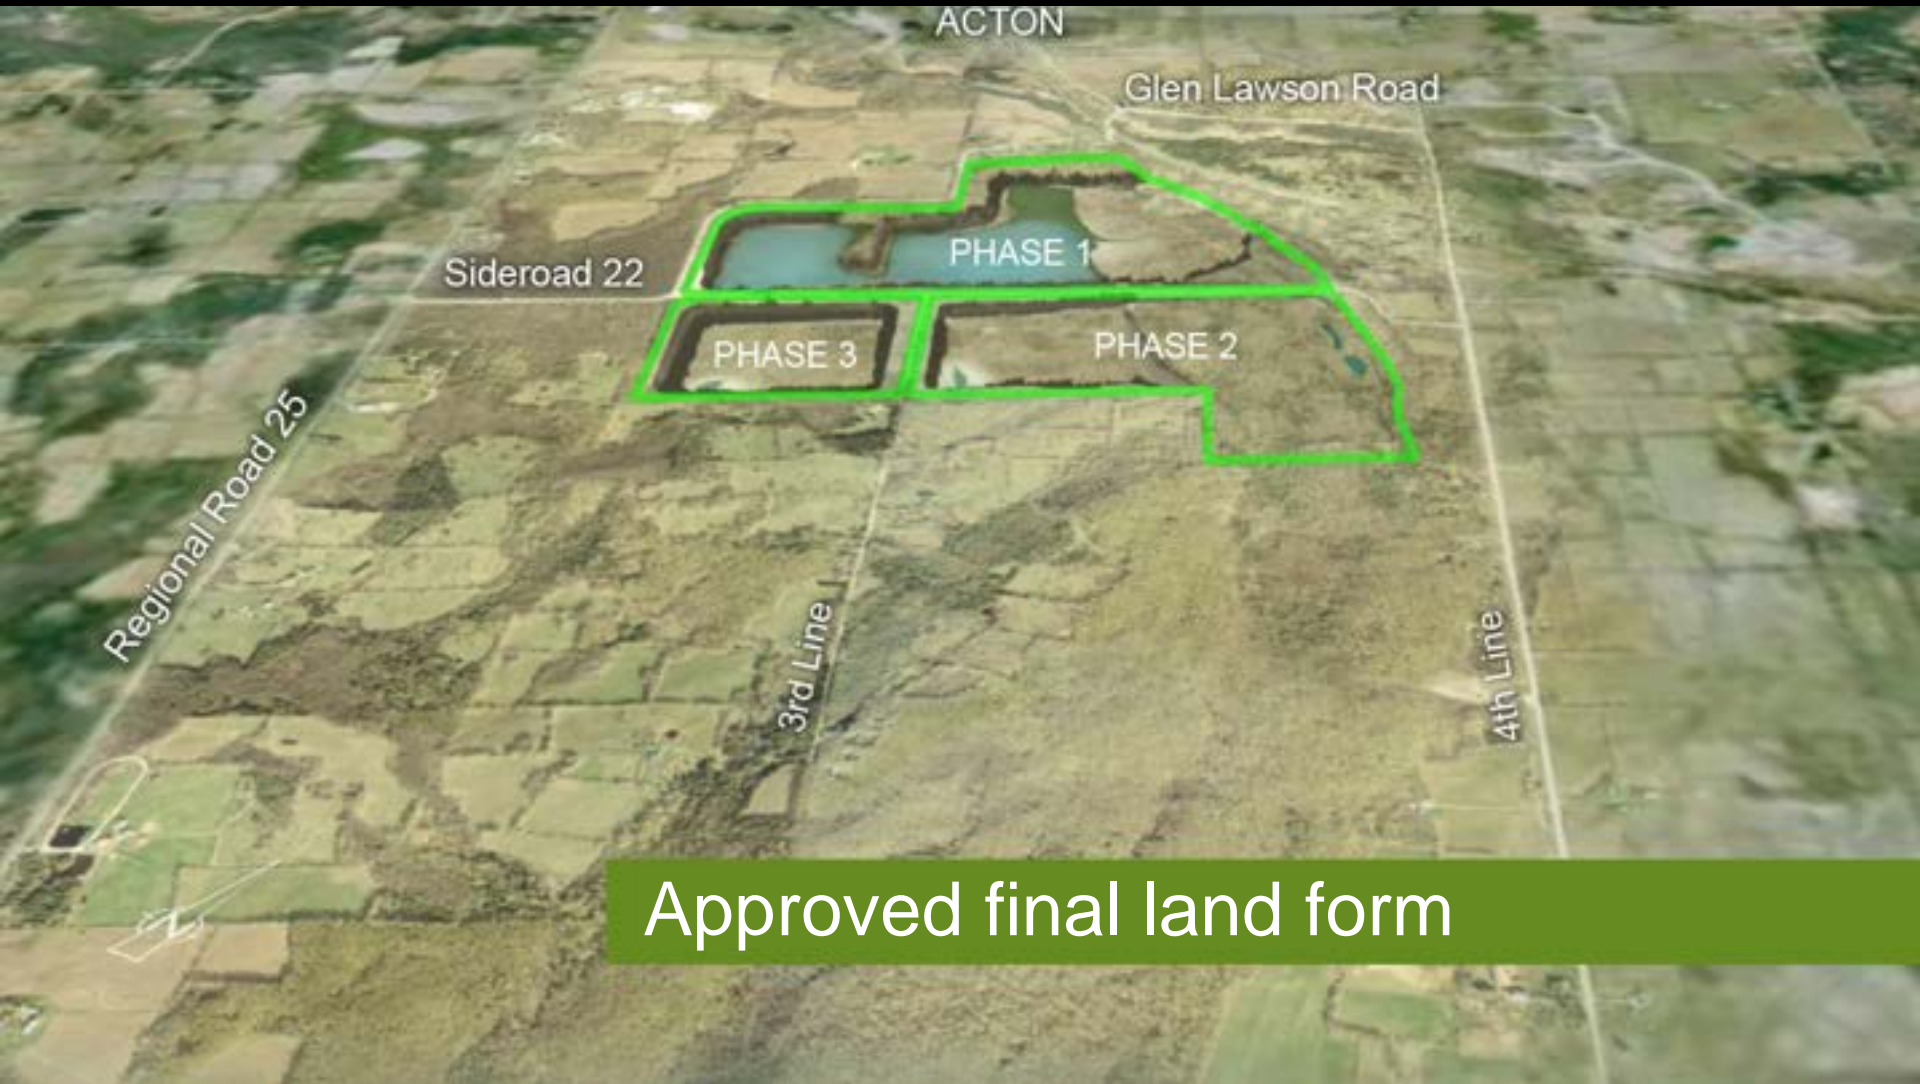 ACTON
Glen Lawson Road
PHASE 1
Sideroad 22
PHASE 3
PHASE 2
Regional Road 25
3rd Line
4th Line
N
Approved final land form